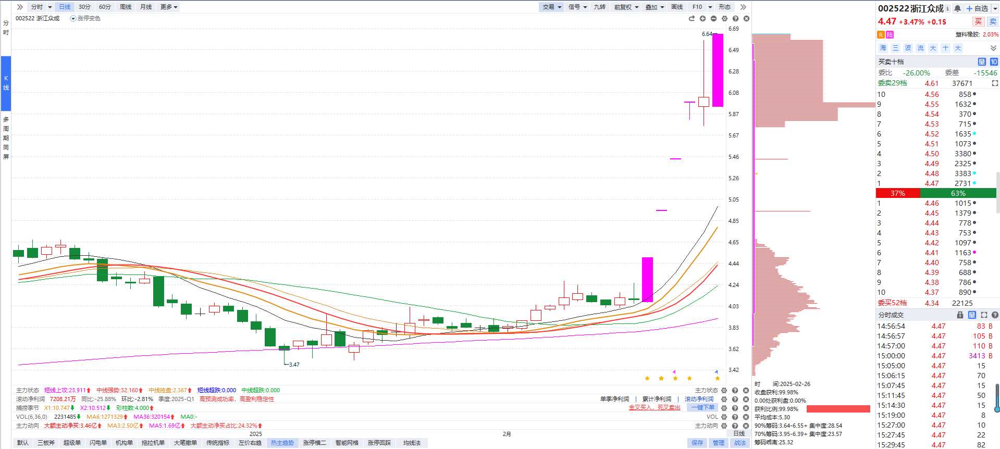 分时 日线 30分 60分 周线 月线 更多 交易 信号 九转 前复权 叠加 画线 F10 形态
002522 浙江众成 涨停变色
分时
K线
多周期同屏
6.69
6.49
6.28
6.08
5.87
5.67
5.46
5.26
5.05
4.85
4.65
4.44
4.24
4.03
3.83
3.62
3.42
6.64
3.47
主力状态 短线上攻:23.911 中线强势:32.160 中线控盘:2.367 短线超跌:0.000 中线超跌:0.000 主力状态
滚动净利润 7208.21万 同比:-25.88% 环比:-2.81% 季度:2025-Q1 高预测成功率，高盈利稳定性 单季净利润 | 累计净利润 | 滚动净利润
捕捞季节 X1:10.747 X2:10.512 彩柱数:4.000 金叉买入，死叉卖出 一键下单
VOL(6,36,0) 2231485 MA6:1271329 MA36:320154 MA0:- VOL
主力动向 大额主动净买:3.46亿 MA3:2.50亿 MA5:1.69亿 大额主动净买占比:24.32% 主力动向
2025 2月 日线
默认 三板斧 超级单 闪电单 机构单 拖拉机单 大笔撤单 传统指标 左价右趋 热主趋势 涨停横二 智能网格 涨停回踩 均线法 保存 管理 战法
时 间:2025-02-26
收盘获利:99.98%
0.00处获利盘:0.00%
获利比例:99.98%
平均成本:5.30
90%筹码:3.64-6.55+ 集中度:28.54
70%筹码:3.95-6.39+ 集中度:23.57
筹码乖离:25.32
002522 浙江众成 自选
4.47 +3.47% +0.15 买 卖
R 陆 塑料橡胶: 2.03%
海 三 波 流 大 十 大
买卖十档 量 10
委比 -26.00% 委差 -15546
委卖29档 4.61 37671
10 4.56 858
9 4.55 1632
8 4.54 370
7 4.53 715
6 4.52 1635
5 4.51 1073
4 4.50 3380
3 4.49 2325
2 4.48 3383
1 4.47 2731
37% 63%
1 4.46 1015
2 4.45 1379
3 4.44 778
4 4.43 753
5 4.42 1097
6 4.41 1163
7 4.40 758
8 4.39 688
9 4.38 786
10 4.37 890
委买52档 4.34 22125
分时成交 量
14:56:54 4.47 83 B
14:56:57 4.47 105 B
14:57:00 4.47 110 B
15:00:00 4.47 3413 B
15:05:00 4.47 15
15:06:15 4.47 70
15:07:45 4.47 15
15:11:45 4.47 50
15:14:30 4.47 15
15:19:00 4.47 8
15:27:00 4.47 10
15:27:45 4.47 22
15:29:45 4.47 82